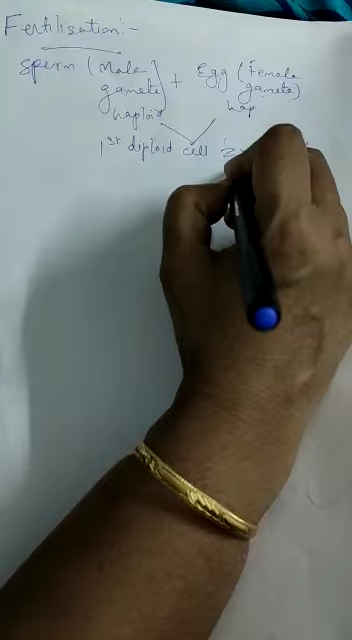 Fertilisation:-
sperm (Male gamete) + Egg (Female gamete)
haploid hap
1st diploid cell